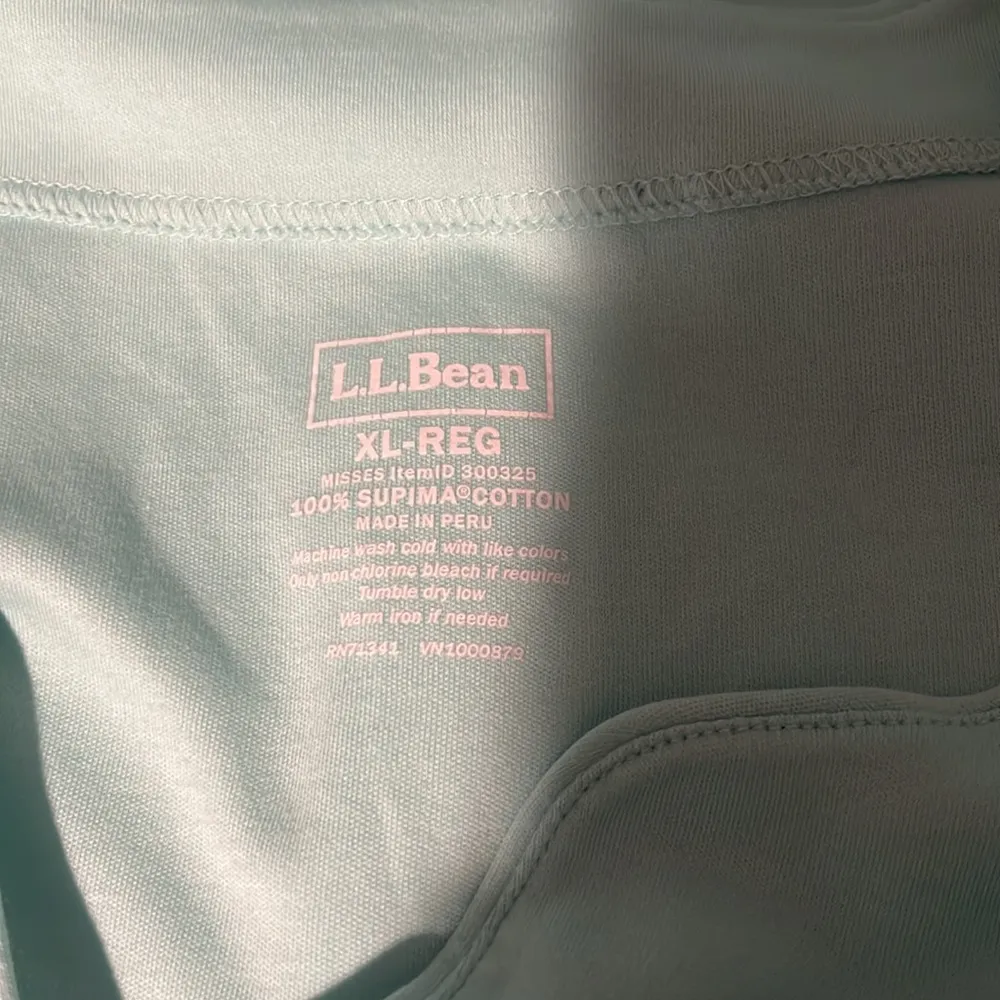 L.L.Bean
XL-REG
MISSES ItemID 300325
100% SUPIMA® COTTON
MADE IN PERU
Machine wash cold with like colors
Only non chlorine bleach if required
Tumble dry low
Warm iron if needed
RN71341 VN1000879